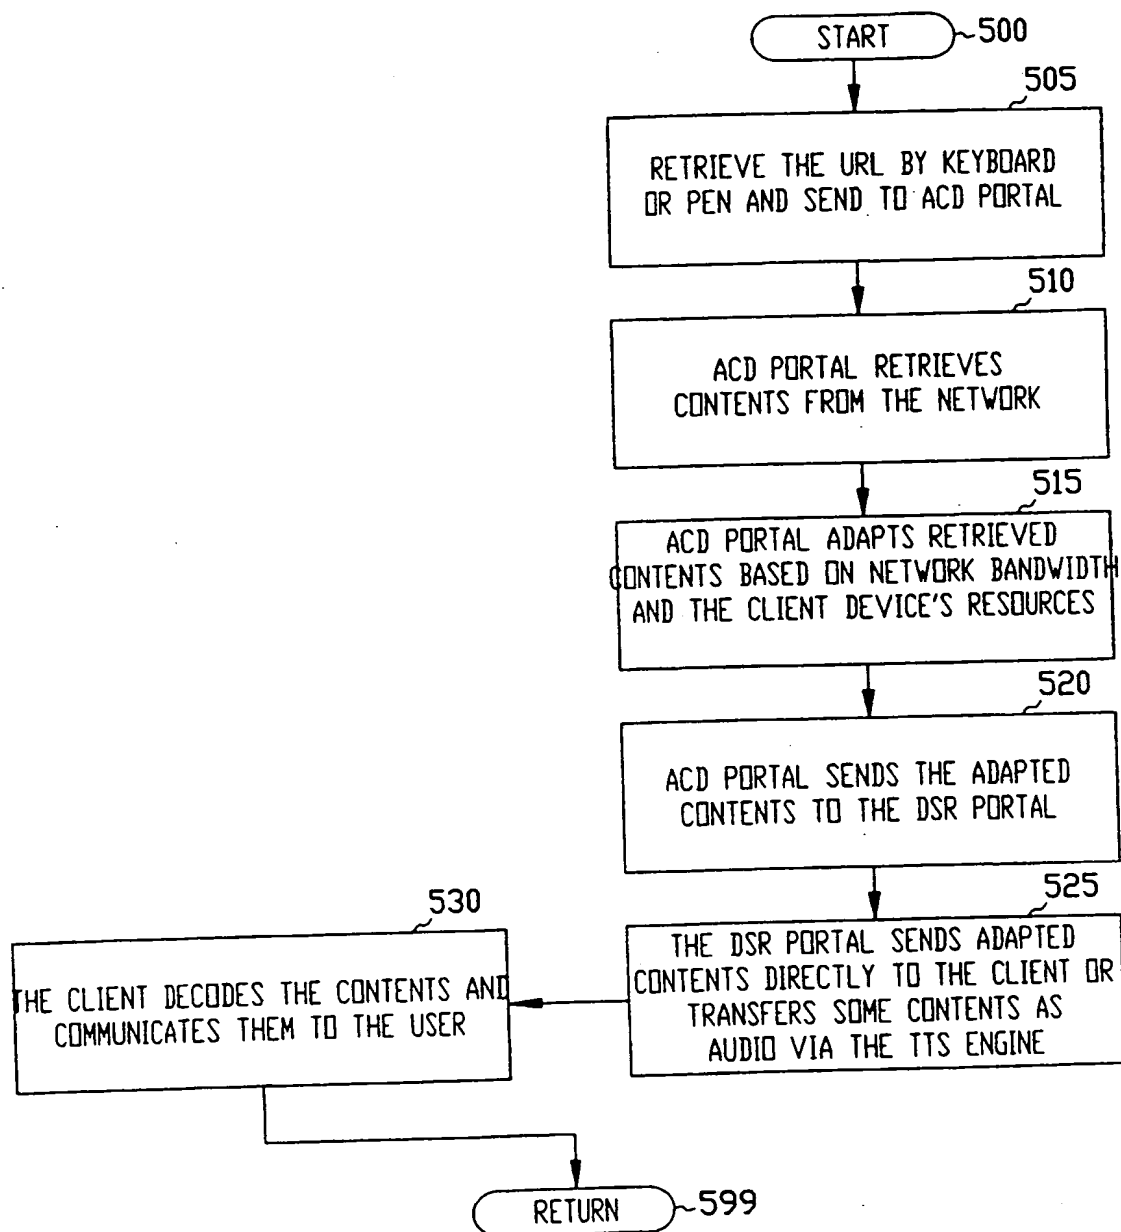 START
500
505
RETRIEVE THE URL BY KEYBOARD
OR PEN AND SEND TO ACD PORTAL
510
ACD PORTAL RETRIEVES
CONTENTS FROM THE NETWORK
515
ACD PORTAL ADAPTS RETRIEVED
CONTENTS BASED ON NETWORK BANDWIDTH
AND THE CLIENT DEVICE'S RESOURCES
520
ACD PORTAL SENDS THE ADAPTED
CONTENTS TO THE DSR PORTAL
525
THE DSR PORTAL SENDS ADAPTED
CONTENTS DIRECTLY TO THE CLIENT OR
TRANSFERS SOME CONTENTS AS
AUDIO VIA THE TTS ENGINE
530
THE CLIENT DECODES THE CONTENTS AND
COMMUNICATES THEM TO THE USER
RETURN
599